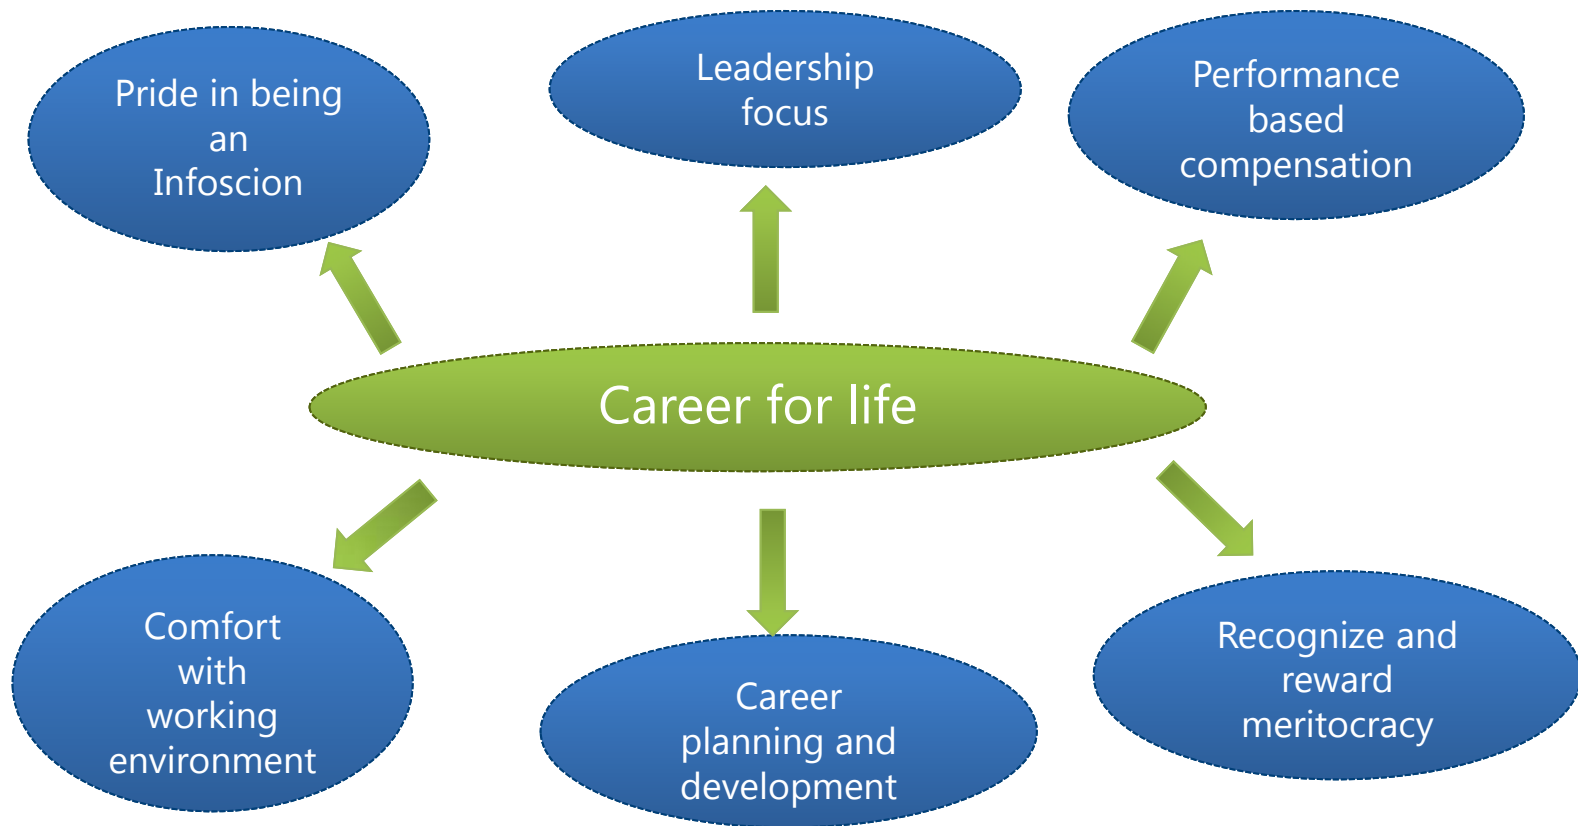 Pride in being
an
Infoscion
Leadership
focus
Performance
based
compensation
Career for life
Comfort
with
working
environment
Career
planning and
development
Recognize and
reward
meritocracy